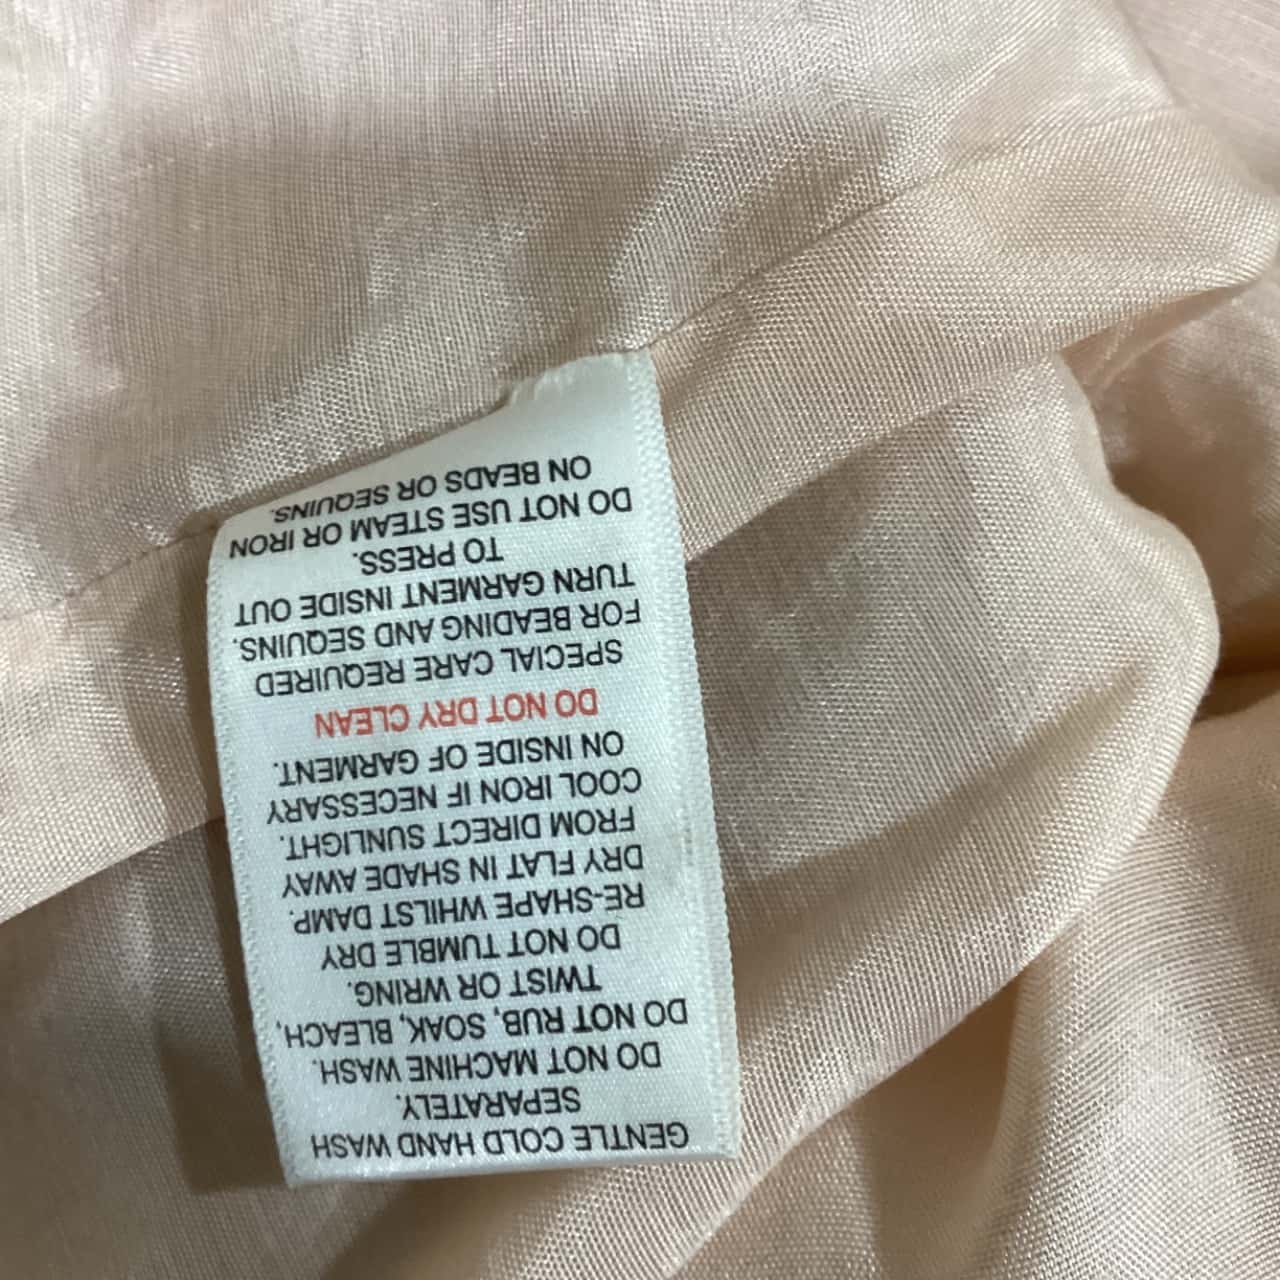 GENTLE COLD HAND WASH
SEPARATELY.
DO NOT MACHINE WASH.
DO NOT RUB, SOAK, BLEACH,
TWIST OR WRING.
DO NOT TUMBLE DRY
RE-SHAPE WHILST DAMP.
DRY FLAT IN SHADE AWAY
FROM DIRECT SUNLIGHT.
COOL IRON IF NECESSARY
ON INSIDE OF GARMENT.
DO NOT DRY CLEAN
SPECIAL CARE REQUIRED
FOR BEADING AND SEQUINS.
TURN GARMENT INSIDE OUT
TO PRESS.
DO NOT USE STEAM OR IRON
ON BEADS OR SEQUINS.